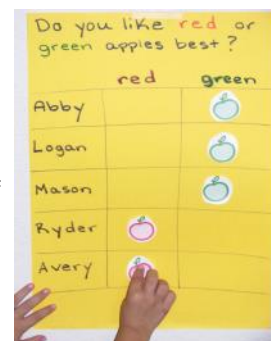 Do you like red or
green apples best?
red green
Abby
Logan
Mason
Ryder
Avery